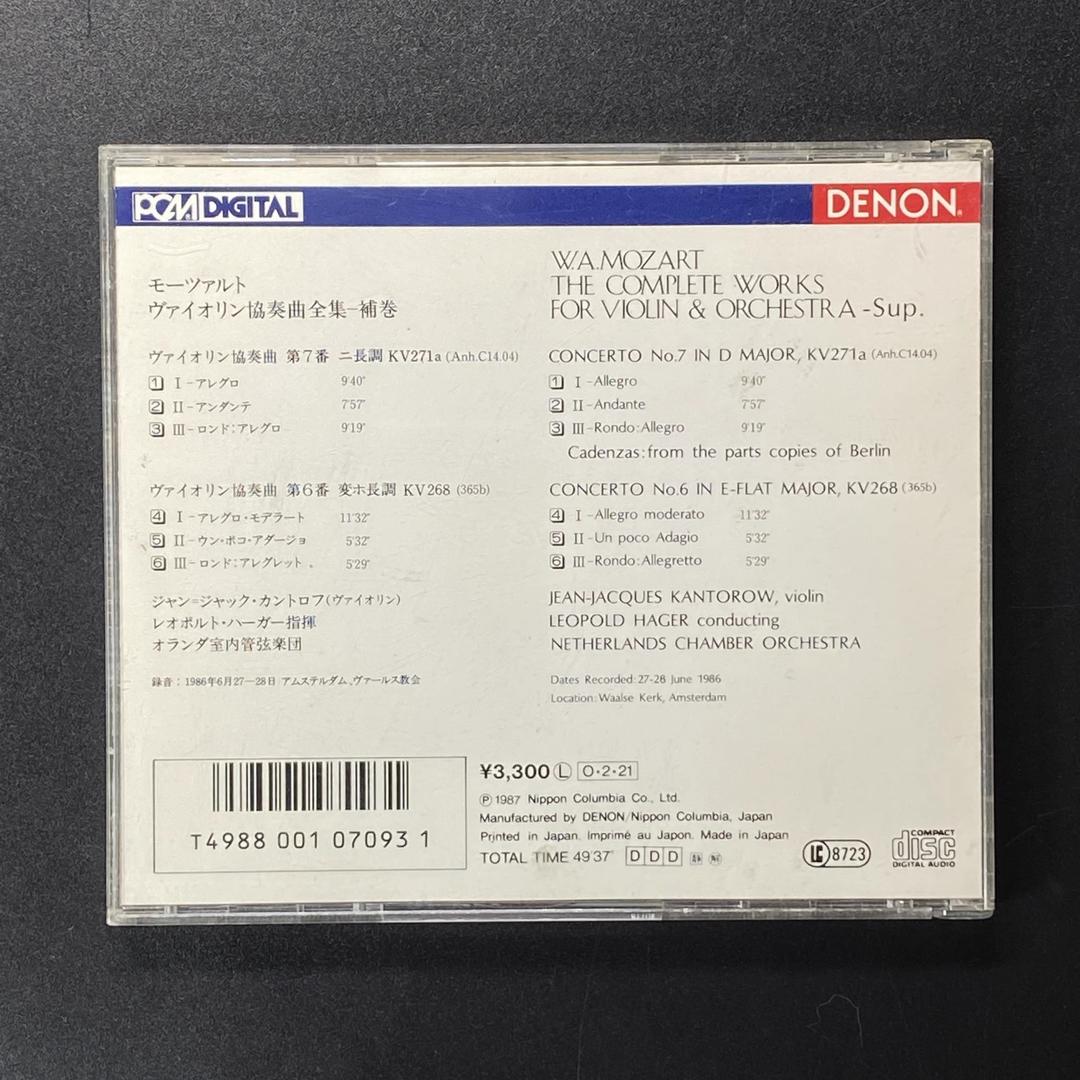 PCM DIGITAL
DENON
モーツァルト
ヴァイオリン協奏曲全集-補巻
ヴァイオリン協奏曲 第7番 ニ長調 KV271a (Anh.C14.04)
1 I-アレグロ 9'40"
2 II-アンダンテ 7'57"
3 III-ロンド:アレグロ 9'19"
ヴァイオリン協奏曲 第6番 変ホ長調 KV268 (365b)
4 I-アレグロ・モデラート 11'32"
5 II-ウン・ポコ・アダージョ 5'32"
6 III-ロンド:アレグレット 5'29"
ジャン=ジャック・カントロフ(ヴァイオリン)
レオポルト・ハーガー指揮
オランダ室内管弦楽団
録音:1986年6月27―28日 アムステルダム、ヴァールス教会
W.A.MOZART
THE COMPLETE WORKS
FOR VIOLIN & ORCHESTRA-Sup.
CONCERTO No.7 IN D MAJOR, KV271a (Anh.C14.04)
1 I-Allegro 9'40"
2 II-Andante 7'57"
3 III-Rondo:Allegro 9'19"
Cadenzas:from the parts copies of Berlin
CONCERTO No.6 IN E-FLAT MAJOR, KV268 (365b)
4 I-Allegro moderato 11'32"
5 II-Un poco Adagio 5'32"
6 III-Rondo:Allegretto 5'29"
JEAN-JACQUES KANTOROW, violin
LEOPOLD HAGER conducting
NETHERLANDS CHAMBER ORCHESTRA
Dates Recorded:27-28 June 1986
Location:Waalse Kerk, Amsterdam
T4988 001 07093 1
¥3,300 Ⓛ O・2・21
Ⓟ1987 Nippon Columbia Co., Ltd.
Manufactured by DENON/Nippon Columbia, Japan
Printed in Japan. Imprimé au Japon. Made in Japan
TOTAL TIME 49'37" D D D
LC 8723
COMPACT
disc
DIGITAL AUDIO